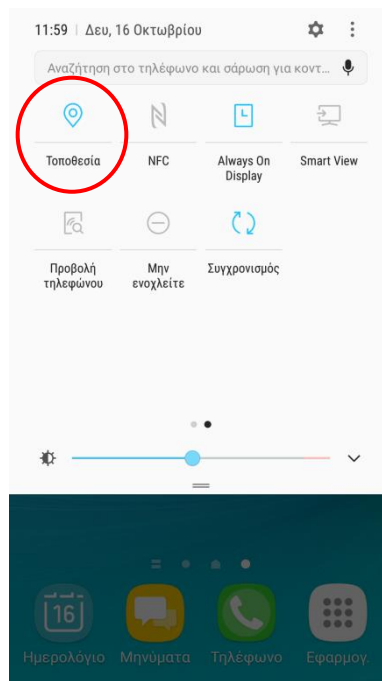 11:59 | Δευ, 16 Οκτωβρίου
Αναζήτηση στο τηλέφωνο και σάρωση για κοντ...
Τοποθεσία
NFC
Always On
Display
Smart View
Προβολή
τηλεφώνου
Μην
ενοχλείτε
Συγχρονισμός
16
Ημερολόγιο Μηνύματα Τηλέφωνο Εφαρμογ.